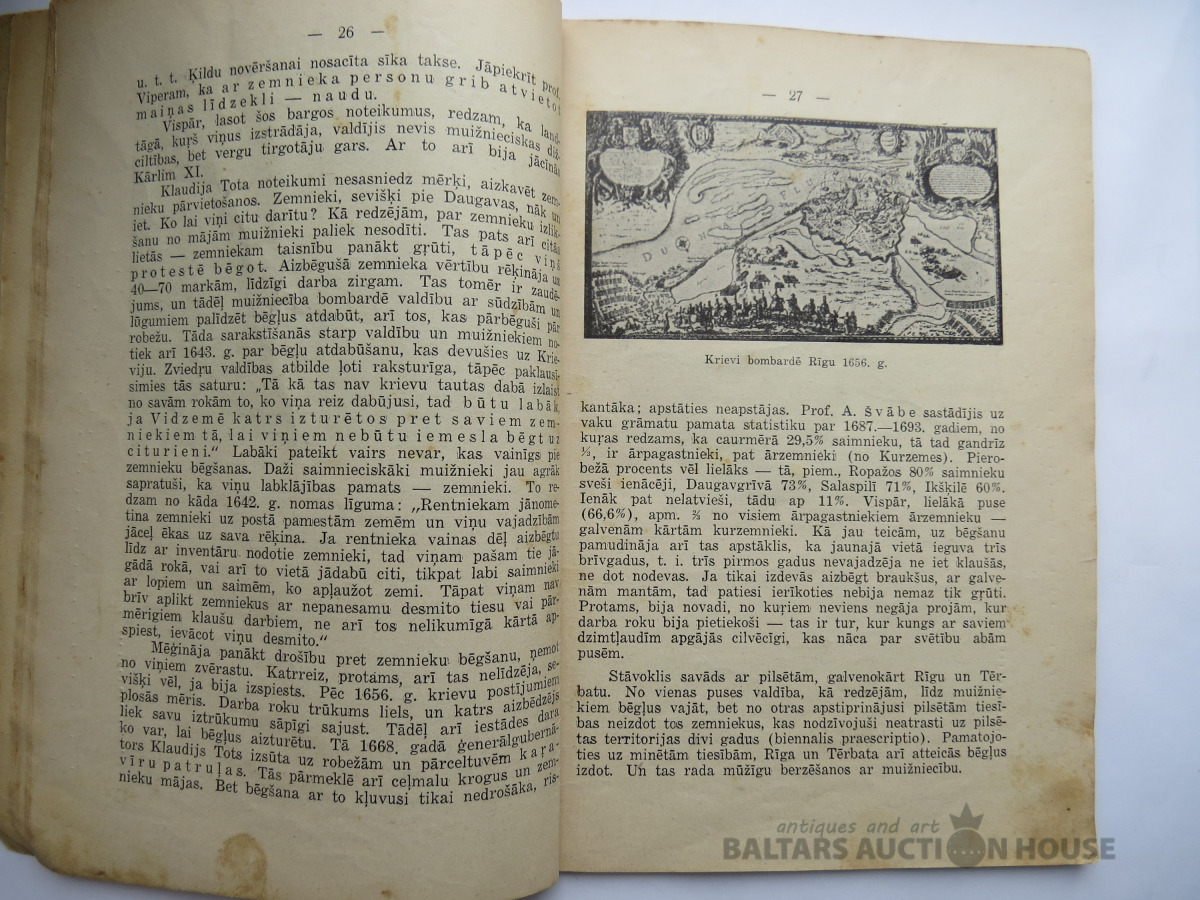 — 26 —
u. t. t. Ķildu novēršanai nosacīta sīka takse. Jāpiekrīt prof.
Viperam, ka ar zemnieka personu grib atvietot
maiņas līdzekli — naudu.
Vispār, lasot šos bargos noteikumus, redzam, ka land-
tāgā, kuŗš viņus izstrādāja, valdījis nevis muižnieciskas
ciltības, bet vergu tirgotāju gars. Ar to arī bija jācīnās
Kārlim XI.
Klaudija Tota noteikumi nesasniedz mērķi, aizkavēt zem-
nieku pārvietošanos. Zemnieki, sevišķi pie Daugavas, nāk un
iet. Ko lai viņi citu darītu? Kā redzējām, par zemnieku izlik-
šanu no mājām muižnieki paliek nesodīti. Tas pats arī citās
lietās — zemniekam taisnību panākt grūti, tāpēc viņš
protestē bēgot. Aizbēgušā zemnieka vērtību rēķināja uz
40—70 markām, līdzīgi darba zirgam. Tas tomēr ir zaudē-
jums, un tādēļ muižniecība bombardē valdību ar sūdzībām un
lūgumiem palīdzēt bēgļus atdabūt, arī tos, kas pārbēguši pār
robežu. Tāda sarakstīšanās starp valdību un muižniekiem no-
tiek arī 1643. g. par bēgļu atdabūšanu, kas devušies uz Krie-
viju. Zviedŗu valdības atbilde ļoti raksturīga, tāpēc paklausī-
simies tās saturu: „Tā kā tas nav krievu tautas dabā izlaist
no savām rokām to, ko viņa reiz dabūjusi, tad būtu labāk,
ja Vidzemē katrs izturētos pret saviem zem-
niekiem tā, lai viņiem nebūtu iemesla bēgt uz
citurieni.“ Labāki pateikt vairs nevar, kas vainīgs pie
zemnieku bēgšanas. Daži saimnieciskāki muižnieki jau agrāk
sapratuši, ka viņu labklājības pamats — zemnieki. To re-
dzam no kāda 1642. g. nomas līguma: „Rentniekam jānome-
tina zemnieki uz postā pamestām zemēm un viņu vajadzībām
jāceļ ēkas uz sava rēķina. Ja rentnieka vainas dēļ aizbēgtu
līdz ar inventāru nodotie zemnieki, tad viņam pašam tie jā-
gādā rokā, vai arī to vietā jādabū citi, tikpat labi saimnieki
ar lopiem un saimēm, ko apļaužot zemi. Tāpat viņam nav
brīv aplikt zemniekus ar nepanesamu desmito tiesu vai pār-
mērīgiem klaušu darbiem, ne arī tos nelikumīgā kārtā ap-
spiest, ievācot viņu desmito.“
Mēģināja panākt drošību pret zemnieku bēgšanu, ņemot
no viņiem zvērastu. Katrreiz, protams, arī tas nelīdzēja, se-
višķi vēl, ja bija izspiests. Pēc 1656. g. krievu postījumiem
plosās mēris. Darba roku trūkums liels, un katrs aizbēdzējs
liek savu iztrūkumu sāpīgi sajust. Tādēļ arī iestādes dara
ko var, lai bēgļus aizturētu. Tā 1668. gadā ģenerālgubernā-
tors Klaudijs Tots izsūta uz robežām un pārceltuvēm kaŗa-
vīru patruļas. Tās pārmeklē arī ceļmalu krogus un zem-
nieku mājas. Bet bēgšana ar to kļuvusi tikai nedrošāka, ris-
— 27 —
DUN
Krievi bombardē Rīgu 1656. g.
kantāka; apstāties neapstājas. Prof. A. Švābe sastādījis uz
vaku grāmatu pamata statistiku par 1687.—1693. gadiem, no
kuŗas redzams, ka caurmērā 29,5% saimnieku, tā tad gandrīz
⅓, ir ārpagastnieki, pat ārzemnieki (no Kurzemes). Piero-
bežā procents vēl lielāks — tā, piem., Ropažos 80% saimnieku
sveši ienācēji, Daugavgrīvā 73%, Salaspilī 71%, Ikšķilē 60%.
Ienāk pat nelatvieši, tādu ap 11%. Vispār, lielākā puse
(66,6%), apm. ⅔ no visiem ārpagastniekiem ārzemnieku —
galvenām kārtām kurzemnieki. Kā jau teicām, uz bēgšanu
pamudināja arī tas apstāklis, ka jaunajā vietā ieguva trīs
brīvgadus, t. i. trīs pirmos gadus nevajadzēja ne iet klaušās,
ne dot nodevas. Ja tikai izdevās aizbēgt braukšus, ar galve-
nām mantām, tad patiesi ierīkoties nebija nemaz tik grūti.
Protams, bija novadi, no kuŗiem neviens negāja projām, kur
darba roku bija pietiekoši — tas ir tur, kur kungs ar saviem
dzimtļaudīm apgājās cilvēcīgi, kas nāca par svētību abām
pusēm.
Stāvoklis savāds ar pilsētām, galvenokārt Rīgu un Tēr-
batu. No vienas puses valdība, kā redzējām, līdz muižnie-
kiem bēgļus vajāt, bet no otras apstiprinājusi pilsētām tiesī-
bas neizdot tos zemniekus, kas nodzīvojuši neatrasti uz pilsē-
tas territorijas divi gadus (biennalis praescriptio). Pamatojo-
ties uz minētām tiesībām, Rīga un Tērbata arī atteicās bēgļus
izdot. Un tas rada mūžīgu berzēšanos ar muižniecību.
antiques and art
BALTARS AUCTION HOUSE